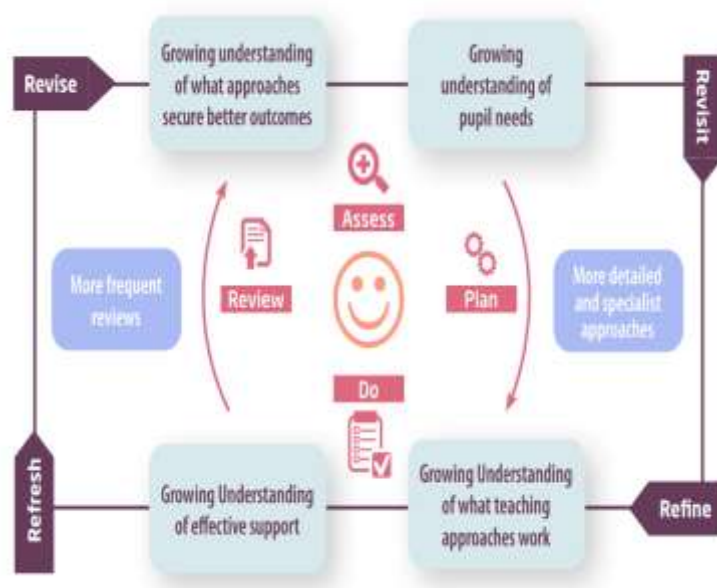 Revise
Growing understanding
of what approaches
secure better outcomes
Growing
understanding of
pupil needs
Revisit
Assess
More frequent
reviews
Review
Plan
More detailed
and specialist
approaches
Do
Refresh
Growing Understanding
of effective support
Growing Understanding
of what teaching
approaches work
Refine